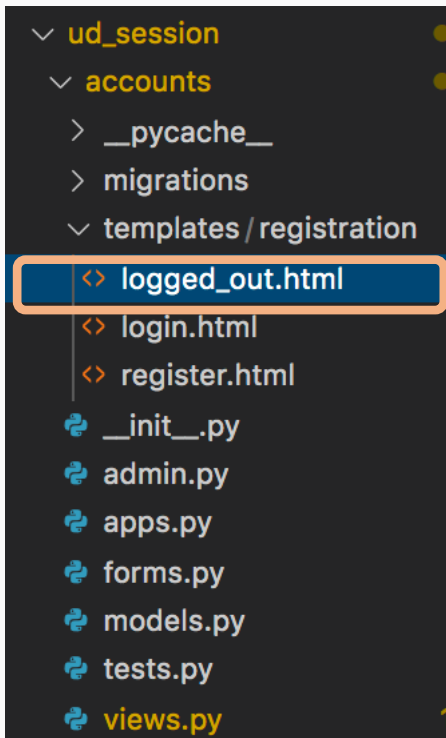 ud_session
accounts
__pycache__
migrations
templates/registration
logged_out.html
login.html
register.html
__init__.py
admin.py
apps.py
forms.py
models.py
tests.py
views.py